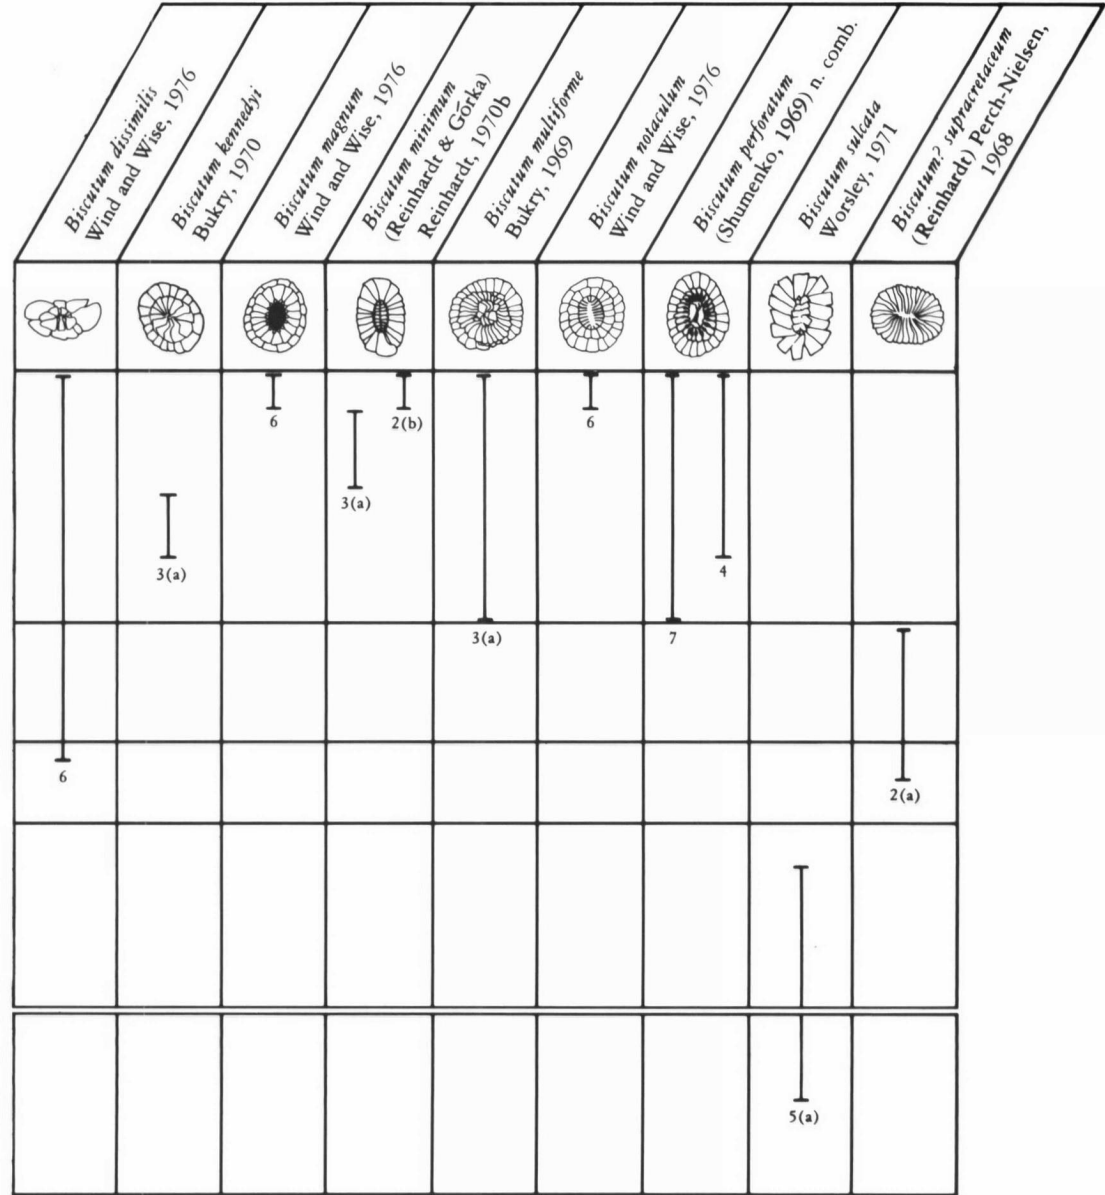 Biscutum dissimilis
Wind and Wise, 1976
Biscutum kennedyi
Bukry, 1970
Biscutum magnum
Wind and Wise, 1976
Biscutum minimum
(Reinhardt & Górka)
Reinhardt, 1970b
Biscutum multiforme
Bukry, 1969
Biscutum notaculum
Wind and Wise, 1976
Biscutum perforatum
(Shumenko, 1969) n. comb.
Biscutum sulcata
Worsley, 1971
Biscutum? supracretaceum
(Reinhardt) Perch-Nielsen,
1968
6
2(b)
6
3(a)
3(a)
4
3(a)
7
6
2(a)
5(a)